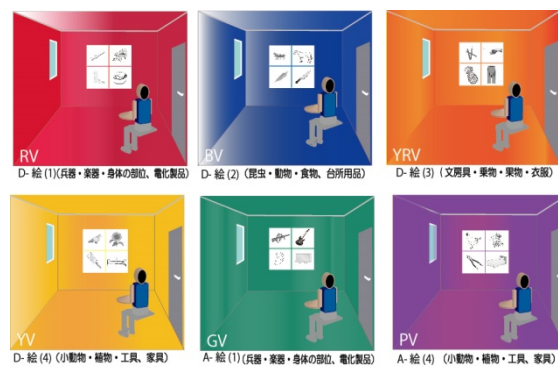 RV
BV
YRV
D- 絵 (1)(兵器・楽器・身体の部位、電化製品)
D- 絵 (2) (昆虫・動物・食物、台所用品)
D- 絵 (3) (文房具・果物・果物・衣服)
YV
GV
PV
D- 絵 (4) (小動物・植物・工具、家具)
A- 絵 (1) (兵器・楽器・身体の部位、電化製品)
A- 絵 (4) (小動物・植物・工具、家具)